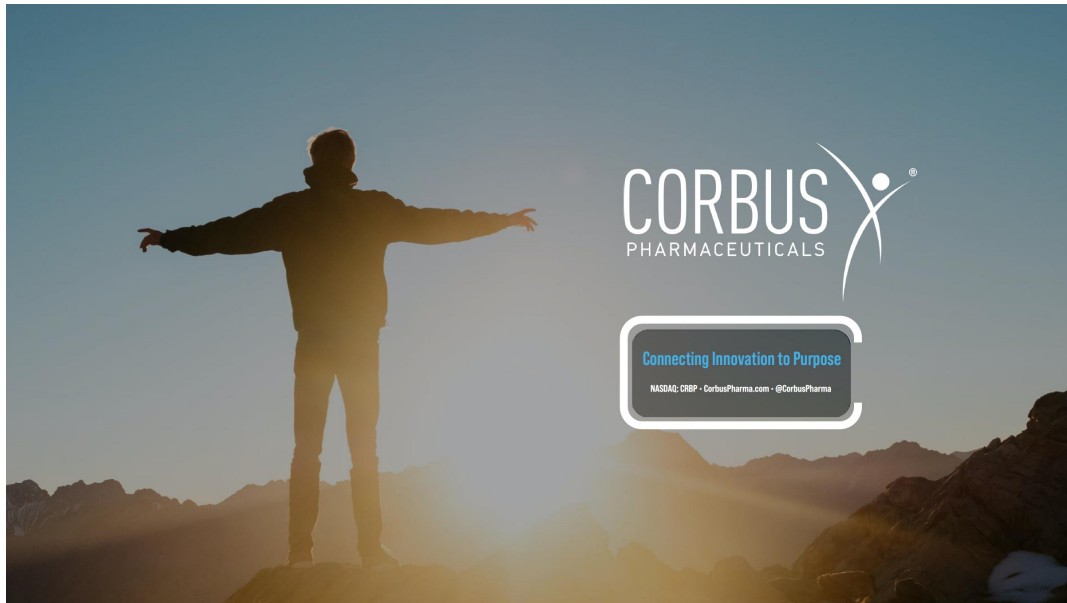 CORBUS ®
PHARMACEUTICALS
Connecting Innovation to Purpose
NASDAQ: CRBP • CorbusPharma.com • @CorbusPharma